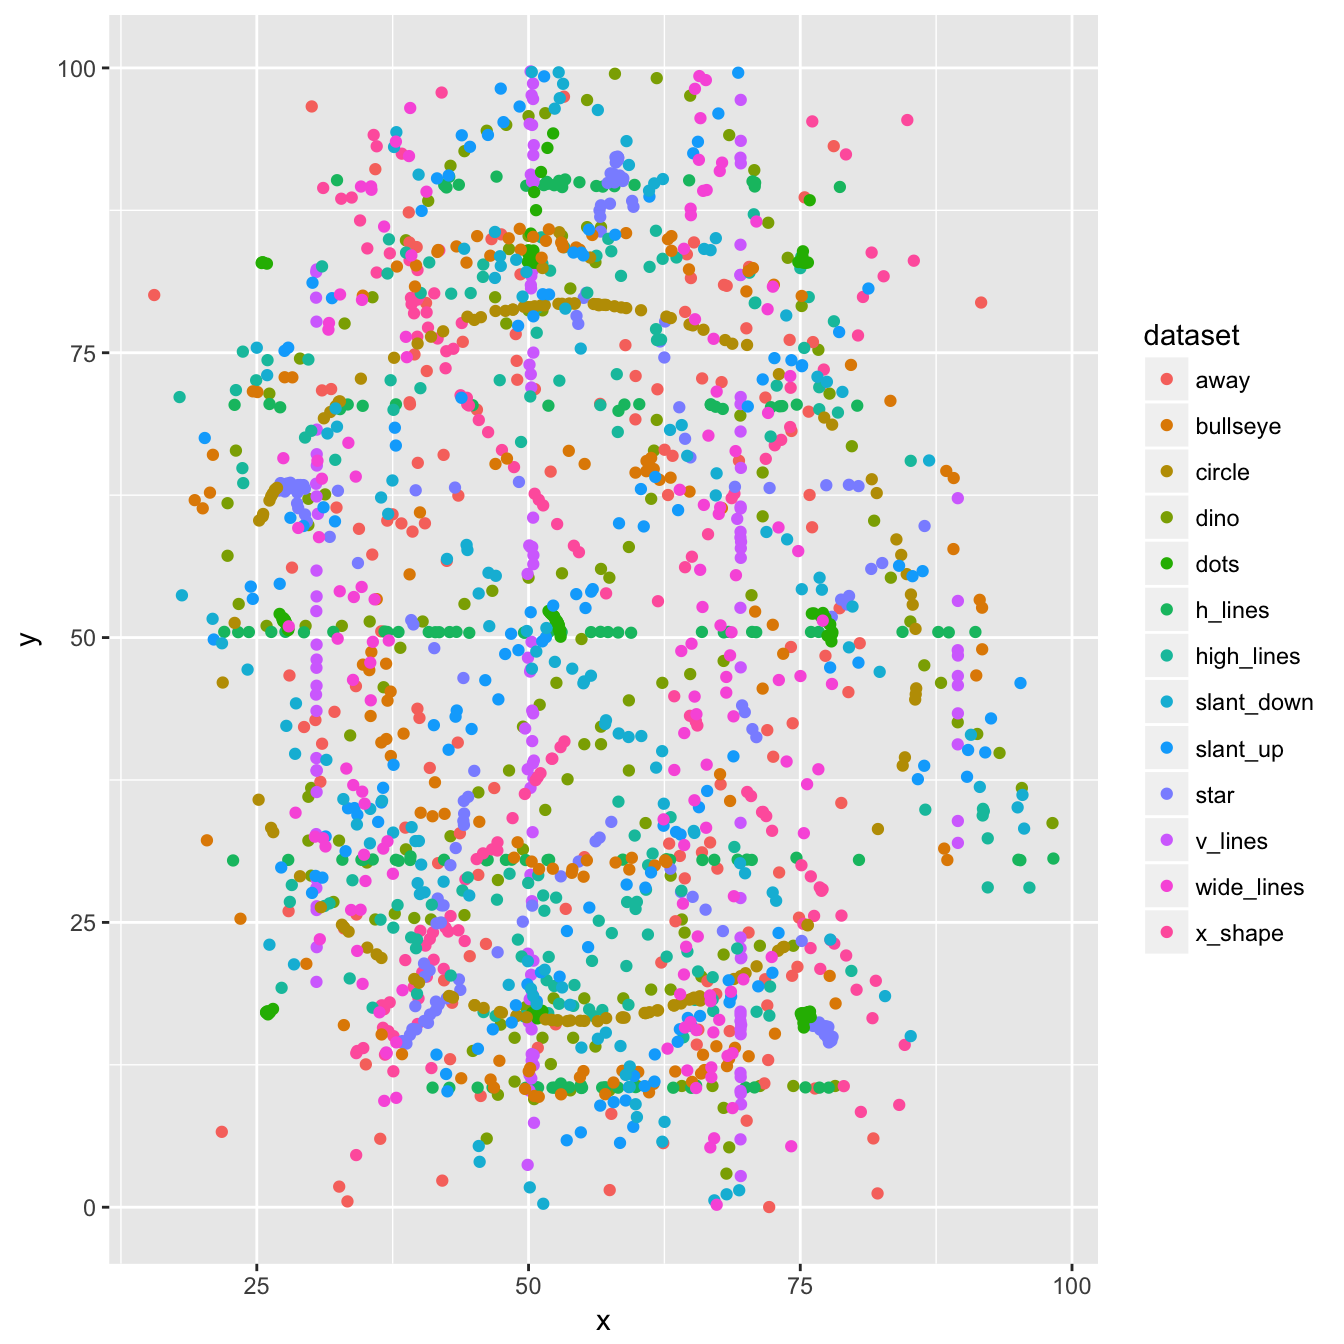 100
75
50
25
0
y
25 50 75 100
x
dataset
away
bullseye
circle
dino
dots
h_lines
high_lines
slant_down
slant_up
star
v_lines
wide_lines
x_shape